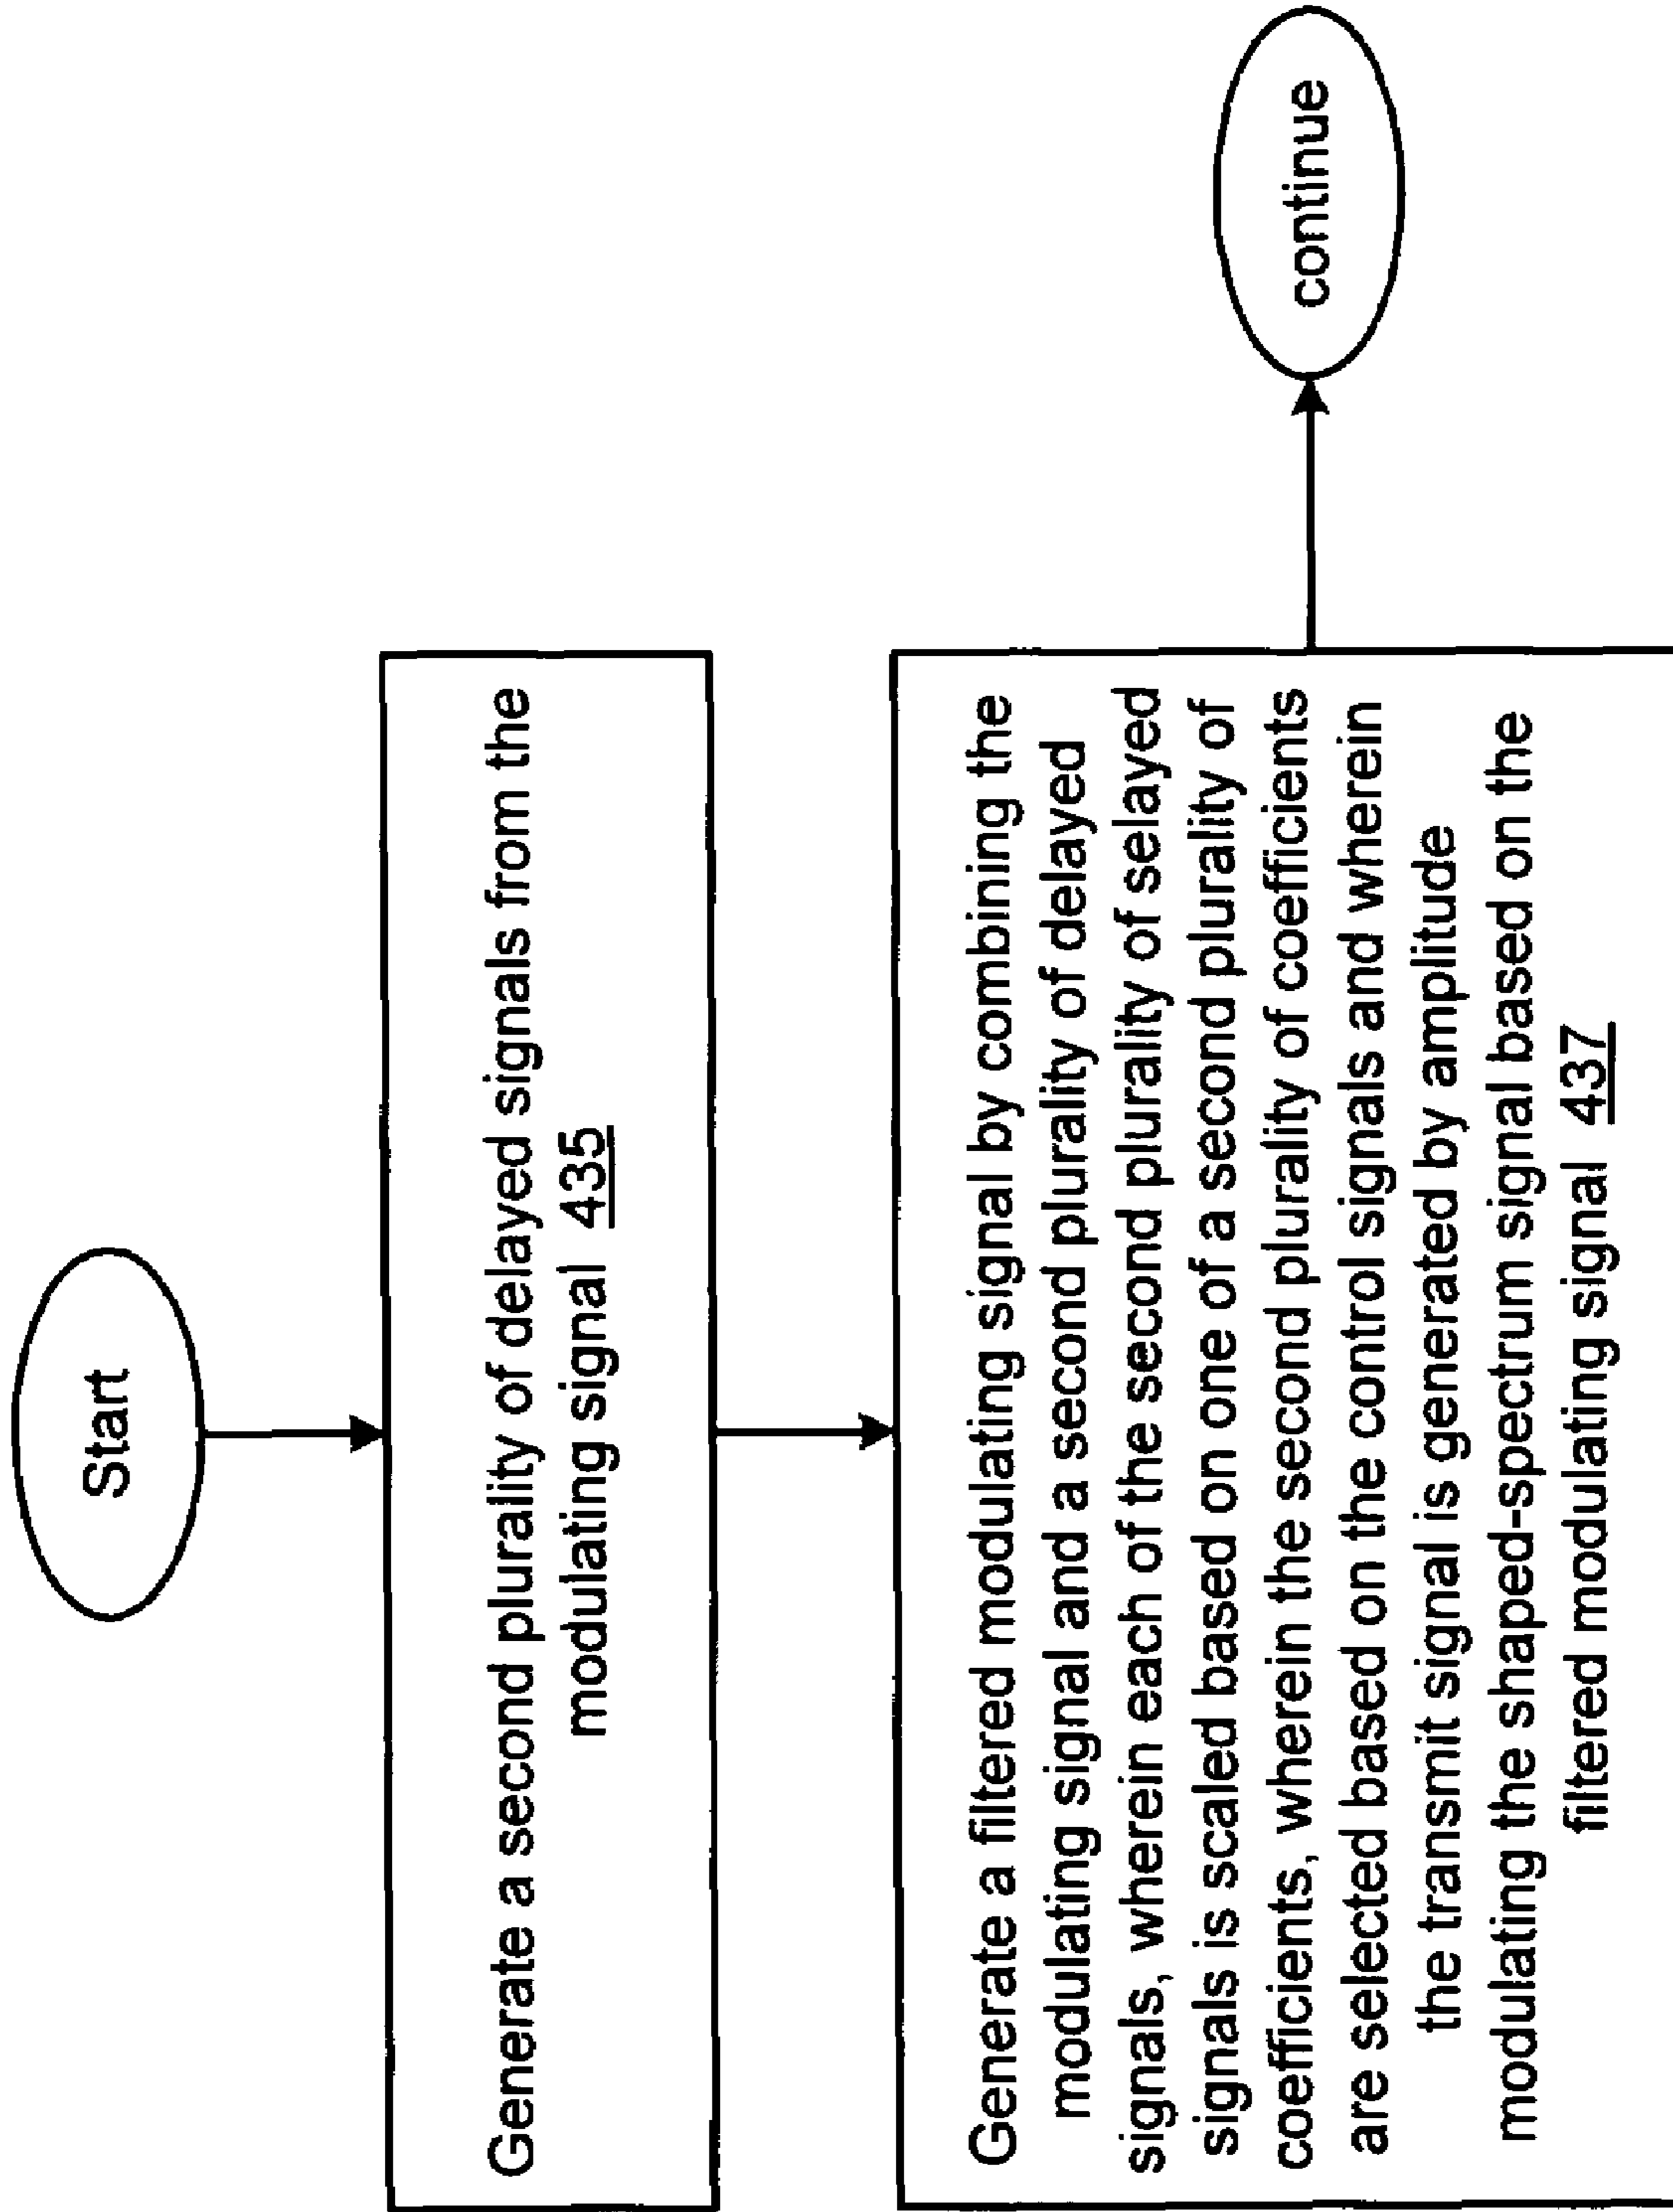 Start
Generate a second plurality of delayed signals from the
modulating signal 435
Generate a filtered modulating signal by combining the
modulating signal and a second plurality of delayed
signals, wherein each of the second plurality of selayed
signals is scaled based on one of a second plurality of
coefficients, wherein the second plurality of coefficients
are selected based on the control signals and wherein
the transmit signal is generated by amplitude
modulating the shaped-spectrum signal based on the
filtered modulating signal 437
continue